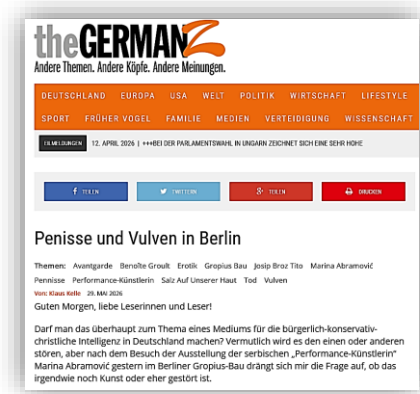 theGERMANZ
Andere Themen. Andere Köpfe. Andere Meinungen.
DEUTSCHLAND EUROPA USA WELT POLITIK WIRTSCHAFT LIFESTYLE
SPORT FRÜHER VOGEL FAMILIE MEDIEN VERTEIDIGUNG WISSENSCHAFT
EILMELDUNGEN 12. APRIL 2026 | +++BEI DER PARLAMENTSWAHL IN UNGARN ZEICHNET SICH EINE SEHR HOHE
TEILEN TWITTERN TEILEN DRUCKEN
Penisse und Vulven in Berlin
Themen: Avantgarde Benoîte Groult Erotik Gropius Bau Josip Broz Tito Marina Abramović
Pennisse Performance-Künstlerin Salz Auf Unserer Haut Tod Vulven
Von: Klaus Kelle 29. MAI 2026
Guten Morgen, liebe Leserinnen und Leser!
Darf man das überhaupt zum Thema eines Mediums für die bürgerlich-konservativ-
christliche Intelligenz in Deutschland machen? Vermutlich wird es den einen oder anderen
stören, aber nach dem Besuch der Ausstellung der serbischen „Performance-Künstlerin"
Marina Abramović gestern im Berliner Gropius-Bau drängt sich mir die Frage auf, ob das
irgendwie noch Kunst oder eher gestört ist.